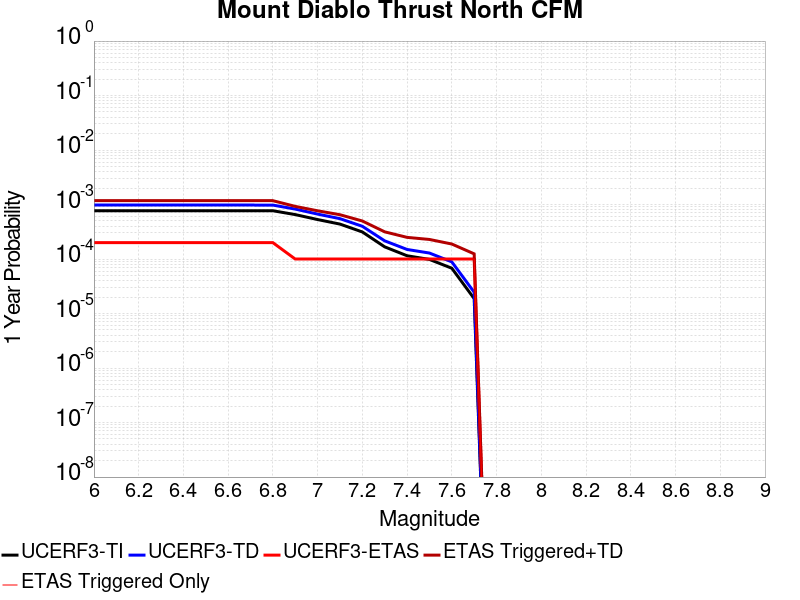 Mount Diablo Thrust North CFM
10^0
10^-1
10^-2
10^-3
10^-4
10^-5
10^-6
10^-7
10^-8
1 Year Probability
6 6.2 6.4 6.6 6.8 7 7.2 7.4 7.6 7.8 8 8.2 8.4 8.6 8.8 9
Magnitude
UCERF3-TI UCERF3-TD UCERF3-ETAS ETAS Triggered+TD
ETAS Triggered Only